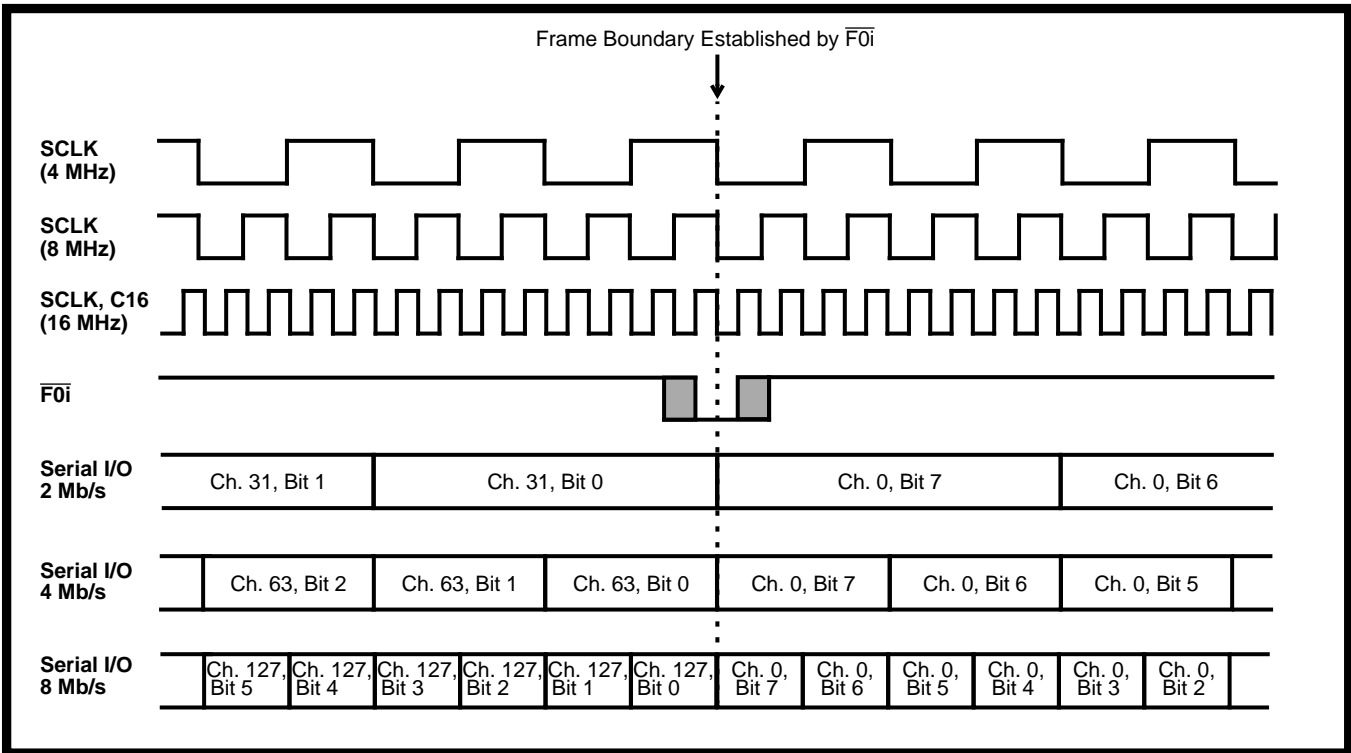 Frame Boundary Established by F̅0̅i̅
SCLK
(4 MHz)
SCLK
(8 MHz)
SCLK, C16
(16 MHz)
F̅0̅i̅
Serial I/O
2 Mb/s
Ch. 31, Bit 1
Ch. 31, Bit 0
Ch. 0, Bit 7
Ch. 0, Bit 6
Serial I/O
4 Mb/s
Ch. 63, Bit 2
Ch. 63, Bit 1
Ch. 63, Bit 0
Ch. 0, Bit 7
Ch. 0, Bit 6
Ch. 0, Bit 5
Serial I/O
8 Mb/s
Ch. 127,
Bit 5
Ch. 127,
Bit 4
Ch. 127,
Bit 3
Ch. 127,
Bit 2
Ch. 127,
Bit 1
Ch. 127,
Bit 0
Ch. 0,
Bit 7
Ch. 0,
Bit 6
Ch. 0,
Bit 5
Ch. 0,
Bit 4
Ch. 0,
Bit 3
Ch. 0,
Bit 2